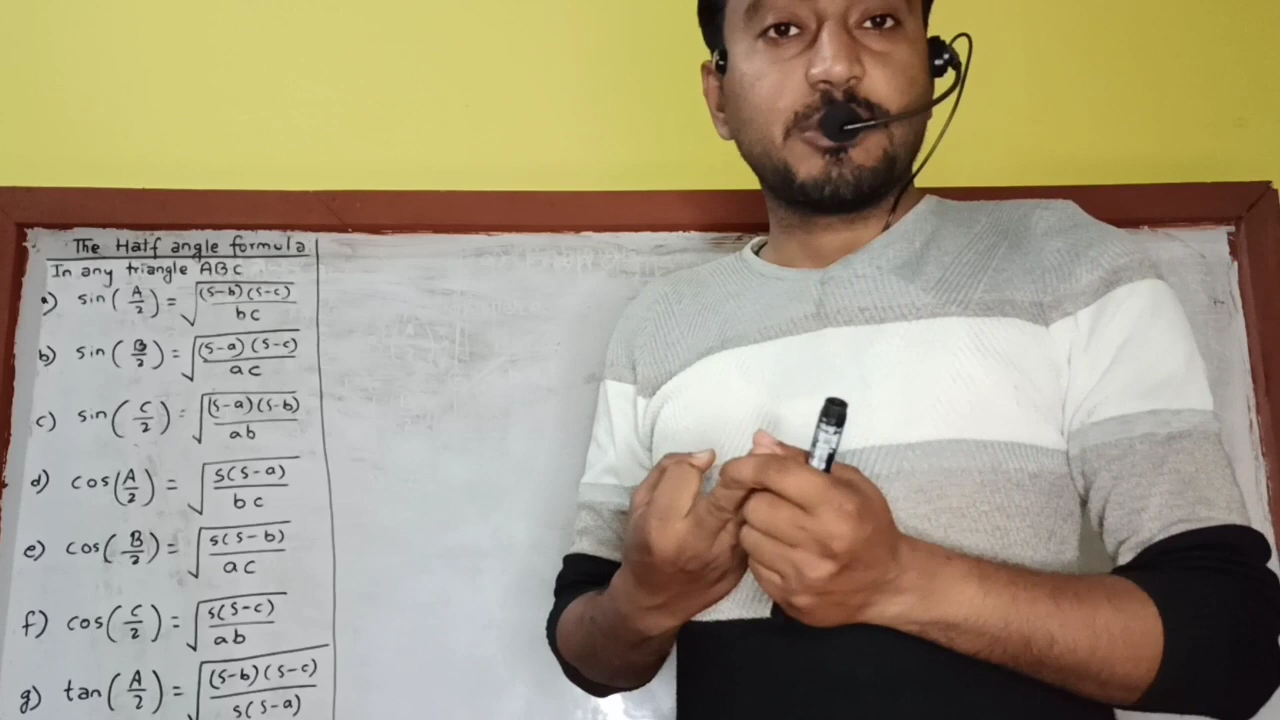 The Half angle formula
In any triangle ABC
a) sin(A/2) = √((s-b)(s-c)/bc)
b) sin(B/2) = √((s-a)(s-c)/ac)
c) sin(C/2) = √((s-a)(s-b)/ab)
d) cos(A/2) = √(s(s-a)/bc)
e) cos(B/2) = √(s(s-b)/ac)
f) cos(C/2) = √(s(s-c)/ab)
g) tan(A/2) = √((s-b)(s-c)/s(s-a))